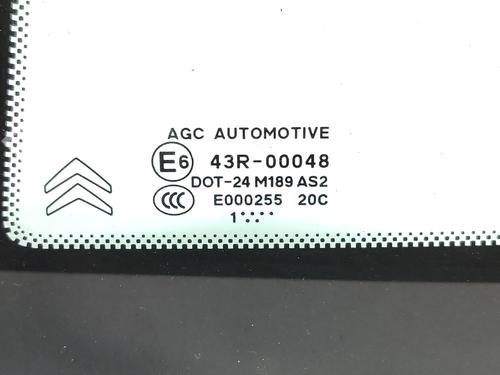 AGC AUTOMOTIVE
E6 43R-00048
DOT-24 M189 AS2
CCC E000255 20C
1